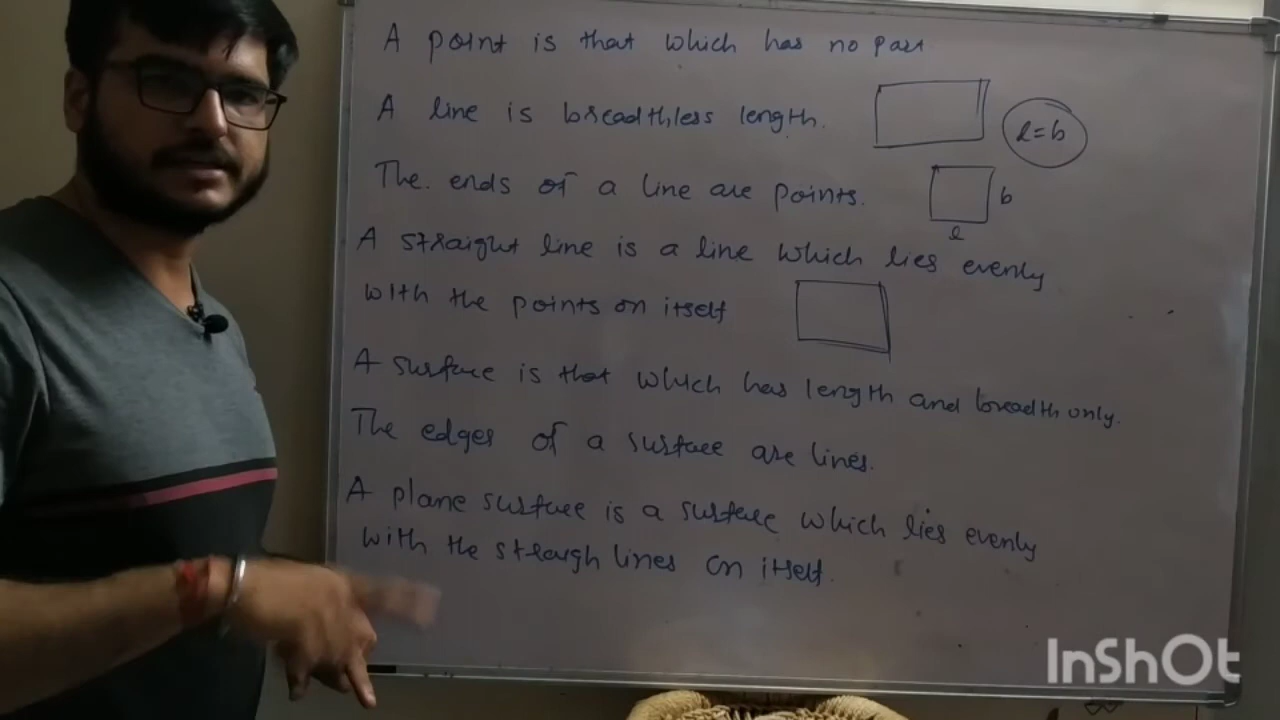 A point is that which has no part
A line is breadthless length.
l=b
The. ends of a line are points.
b
l
A straight line is a line which lies evenly
with the points on itself
A surface is that which has length and breadth only.
The edges of a surface are lines.
A plane surface is a surface which lies evenly
with the straigh lines on itself.
InShOt